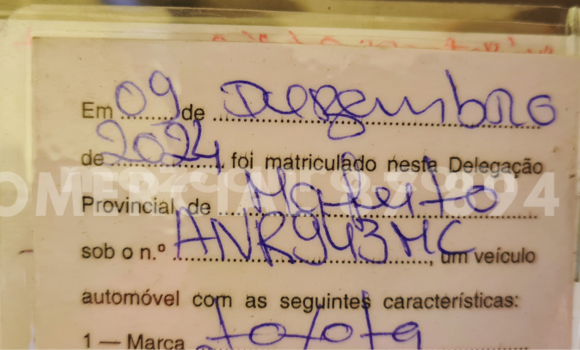 Em 09 de Dezembro
de 2024, foi matriculado nesta Delegação
Provincial de Maputo
sob o n.º ANR943MC, um veículo
automóvel com as seguintes características:
1 — Marca Toyota